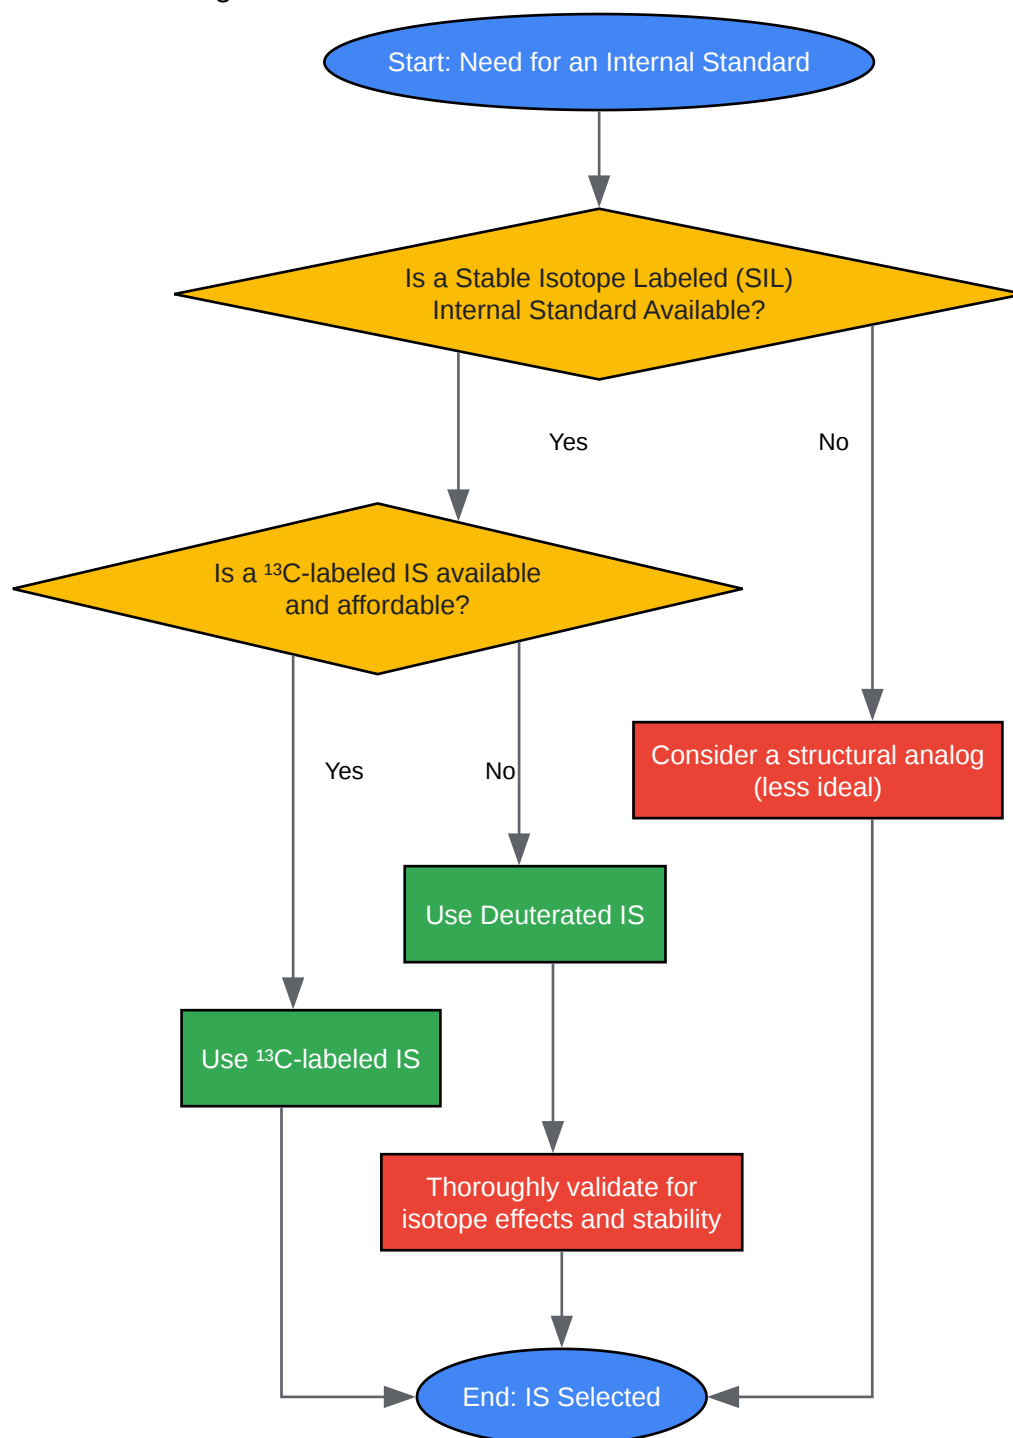 Start: Need for an Internal Standard
Is a Stable Isotope Labeled (SIL)
Internal Standard Available?
Yes
No
Is a ¹³C-labeled IS available
and affordable?
Consider a structural analog
(less ideal)
Yes
No
Use Deuterated IS
Use ¹³C-labeled IS
Thoroughly validate for
isotope effects and stability
End: IS Selected